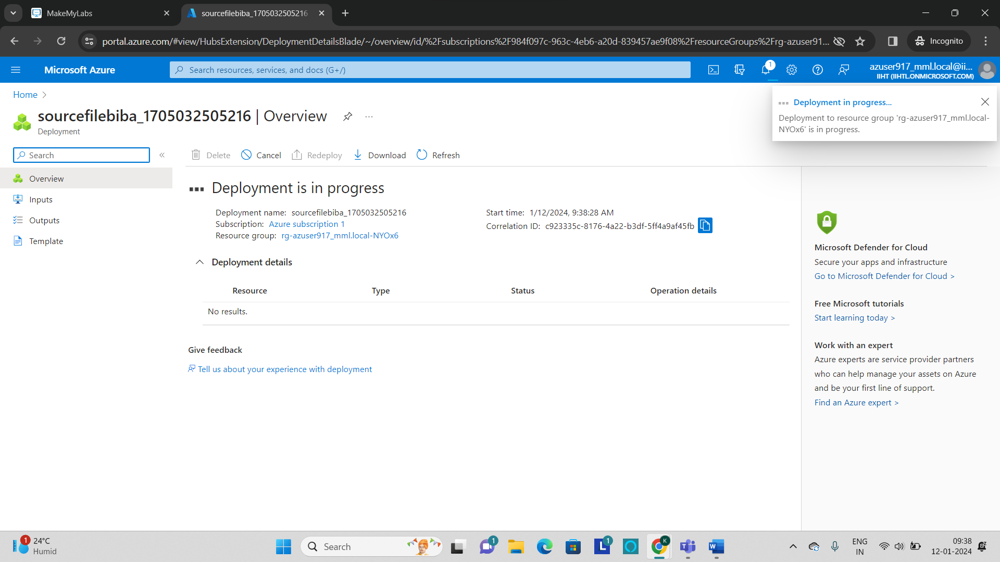 MakeMyLabs
sourcefilebiba_1705032505216
portal.azure.com/#view/HubsExtension/DeploymentDetailsBlade/~/overview/id/%2Fsubscriptions%2F984f097c-963c-4eb6-a20d-839457ae9f08%2FresourceGroups%2Frg-azuser91...
Incognito
Microsoft Azure
Search resources, services, and docs (G+/)
1
azuser917_mml.local@ii...
IIHT (IIHTL.ONMICROSOFT.COM)
Home
Deployment in progress...
Deployment to resource group 'rg-azuser917_mml.local-
NYOx6' is in progress.
sourcefilebiba_1705032505216 | Overview
Deployment
Search
Delete
Cancel
Redeploy
Download
Refresh
Overview
Inputs
Outputs
Template
Deployment is in progress
Deployment name: sourcefilebiba_1705032505216
Subscription: Azure subscription 1
Resource group: rg-azuser917_mml.local-NYOx6
Start time: 1/12/2024, 9:38:28 AM
Correlation ID: c923335c-8176-4a22-b3df-5ff4a9af45fb
Deployment details
Resource Type Status Operation details
No results.
Give feedback
Tell us about your experience with deployment
Microsoft Defender for Cloud
Secure your apps and infrastructure
Go to Microsoft Defender for Cloud >
Free Microsoft tutorials
Start learning today >
Work with an expert
Azure experts are service provider partners
who can help manage your assets on Azure
and be your first line of support.
Find an Azure expert >
1
24°C
Humid
Search
1
L
1
K
T
W
ENG
IN
09:38
12-01-2024